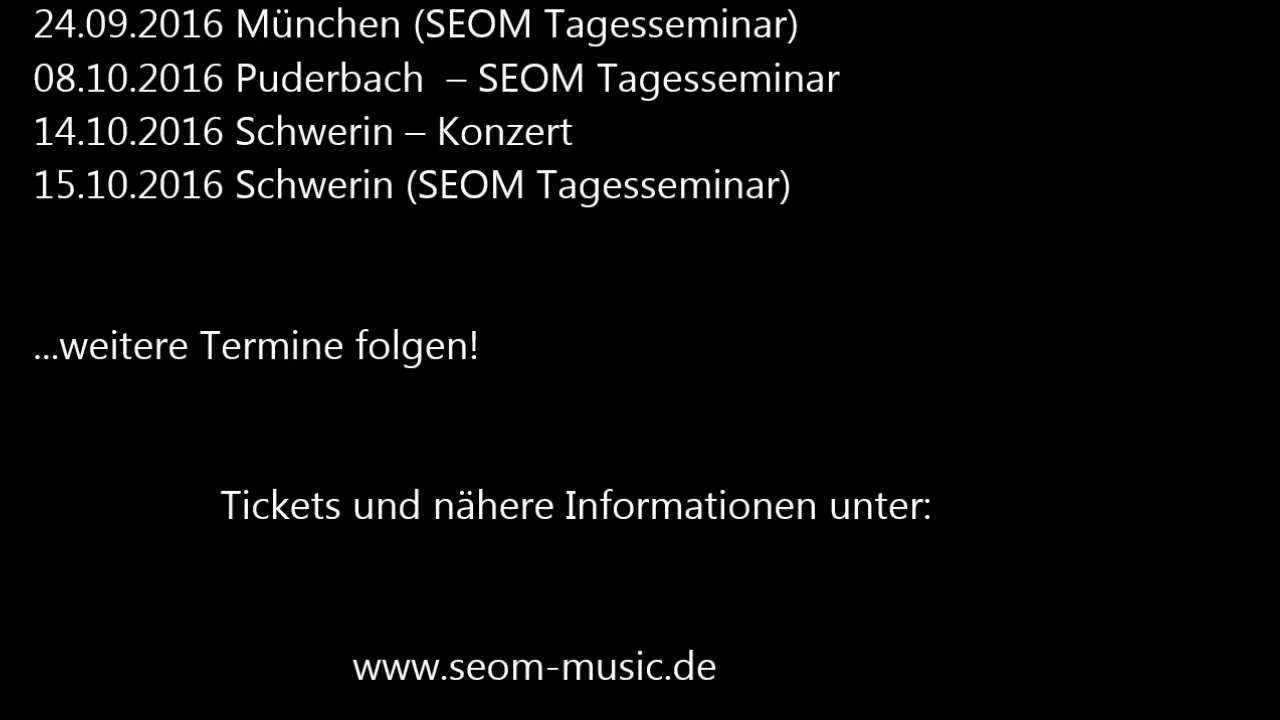 24.09.2016 München (SEOM Tagesseminar)
08.10.2016 Puderbach – SEOM Tagesseminar
14.10.2016 Schwerin – Konzert
15.10.2016 Schwerin (SEOM Tagesseminar)
...weitere Termine folgen!
Tickets und nähere Informationen unter:
www.seom-music.de